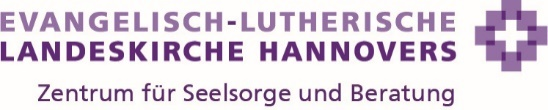 EVANGELISCH-LUTHERISCHE
LANDESKIRCHE HANNOVERS
Zentrum für Seelsorge und Beratung